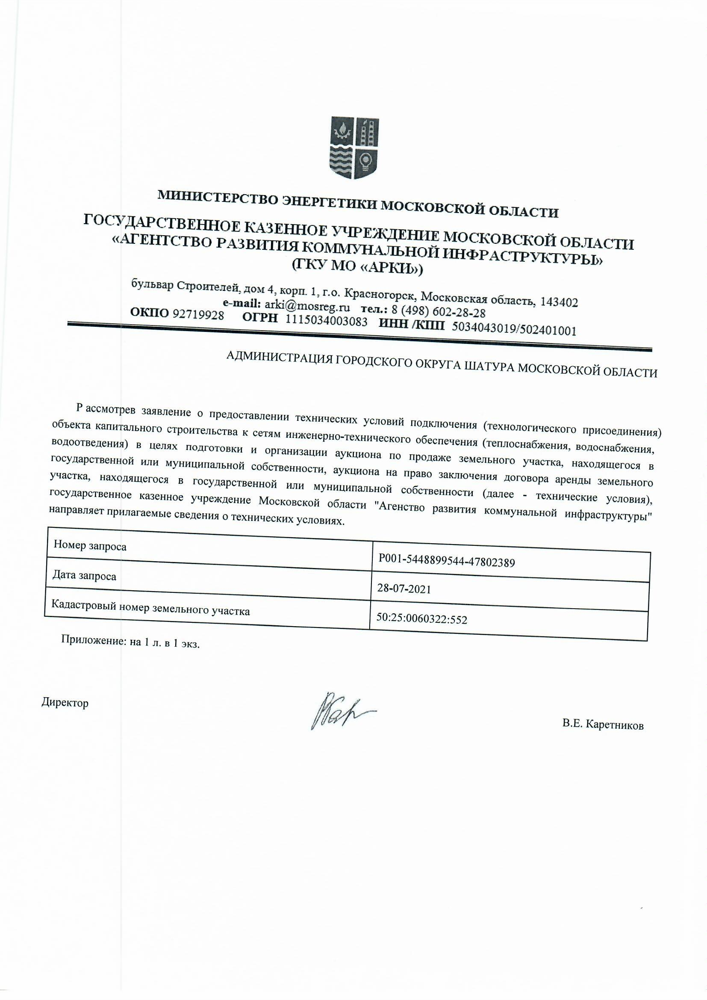 МИНИСТЕРСТВО ЭНЕРГЕТИКИ МОСКОВСКОЙ ОБЛАСТИ
ГОСУДАРСТВЕННОЕ КАЗЕННОЕ УЧРЕЖДЕНИЕ МОСКОВСКОЙ ОБЛАСТИ
«АГЕНТСТВО РАЗВИТИЯ КОММУНАЛЬНОЙ ИНФРАСТРУКТУРЫ»
(ГКУ МО «АРКИ»)
бульвар Строителей, дом 4, корп. 1, г.о. Красногорск, Московская область, 143402
e-mail: arki@mosreg.ru тел.: 8 (498) 602-28-28
ОКПО 92719928 ОГРН 1115034003083 ИНН /КПП 5034043019/502401001
АДМИНИСТРАЦИЯ ГОРОДСКОГО ОКРУГА ШАТУРА МОСКОВСКОЙ ОБЛАСТИ
Р ассмотрев заявление о предоставлении технических условий подключения (технологического присоединения)
объекта капитального строительства к сетям инженерно-технического обеспечения (теплоснабжения, водоснабжения,
водоотведения) в целях подготовки и организации аукциона по продаже земельного участка, находящегося в
государственной или муниципальной собственности, аукциона на право заключения договора аренды земельного
участка, находящегося в государственной или муниципальной собственности (далее - технические условия),
государственное казенное учреждение Московской области "Агенство развития коммунальной инфраструктуры"
направляет прилагаемые сведения о технических условиях.
Номер запроса P001-5448899544-47802389
Дата запроса 28-07-2021
Кадастровый номер земельного участка 50:25:0060322:552
Приложение: на 1 л. в 1 экз.
Директор
В.Е. Каретников